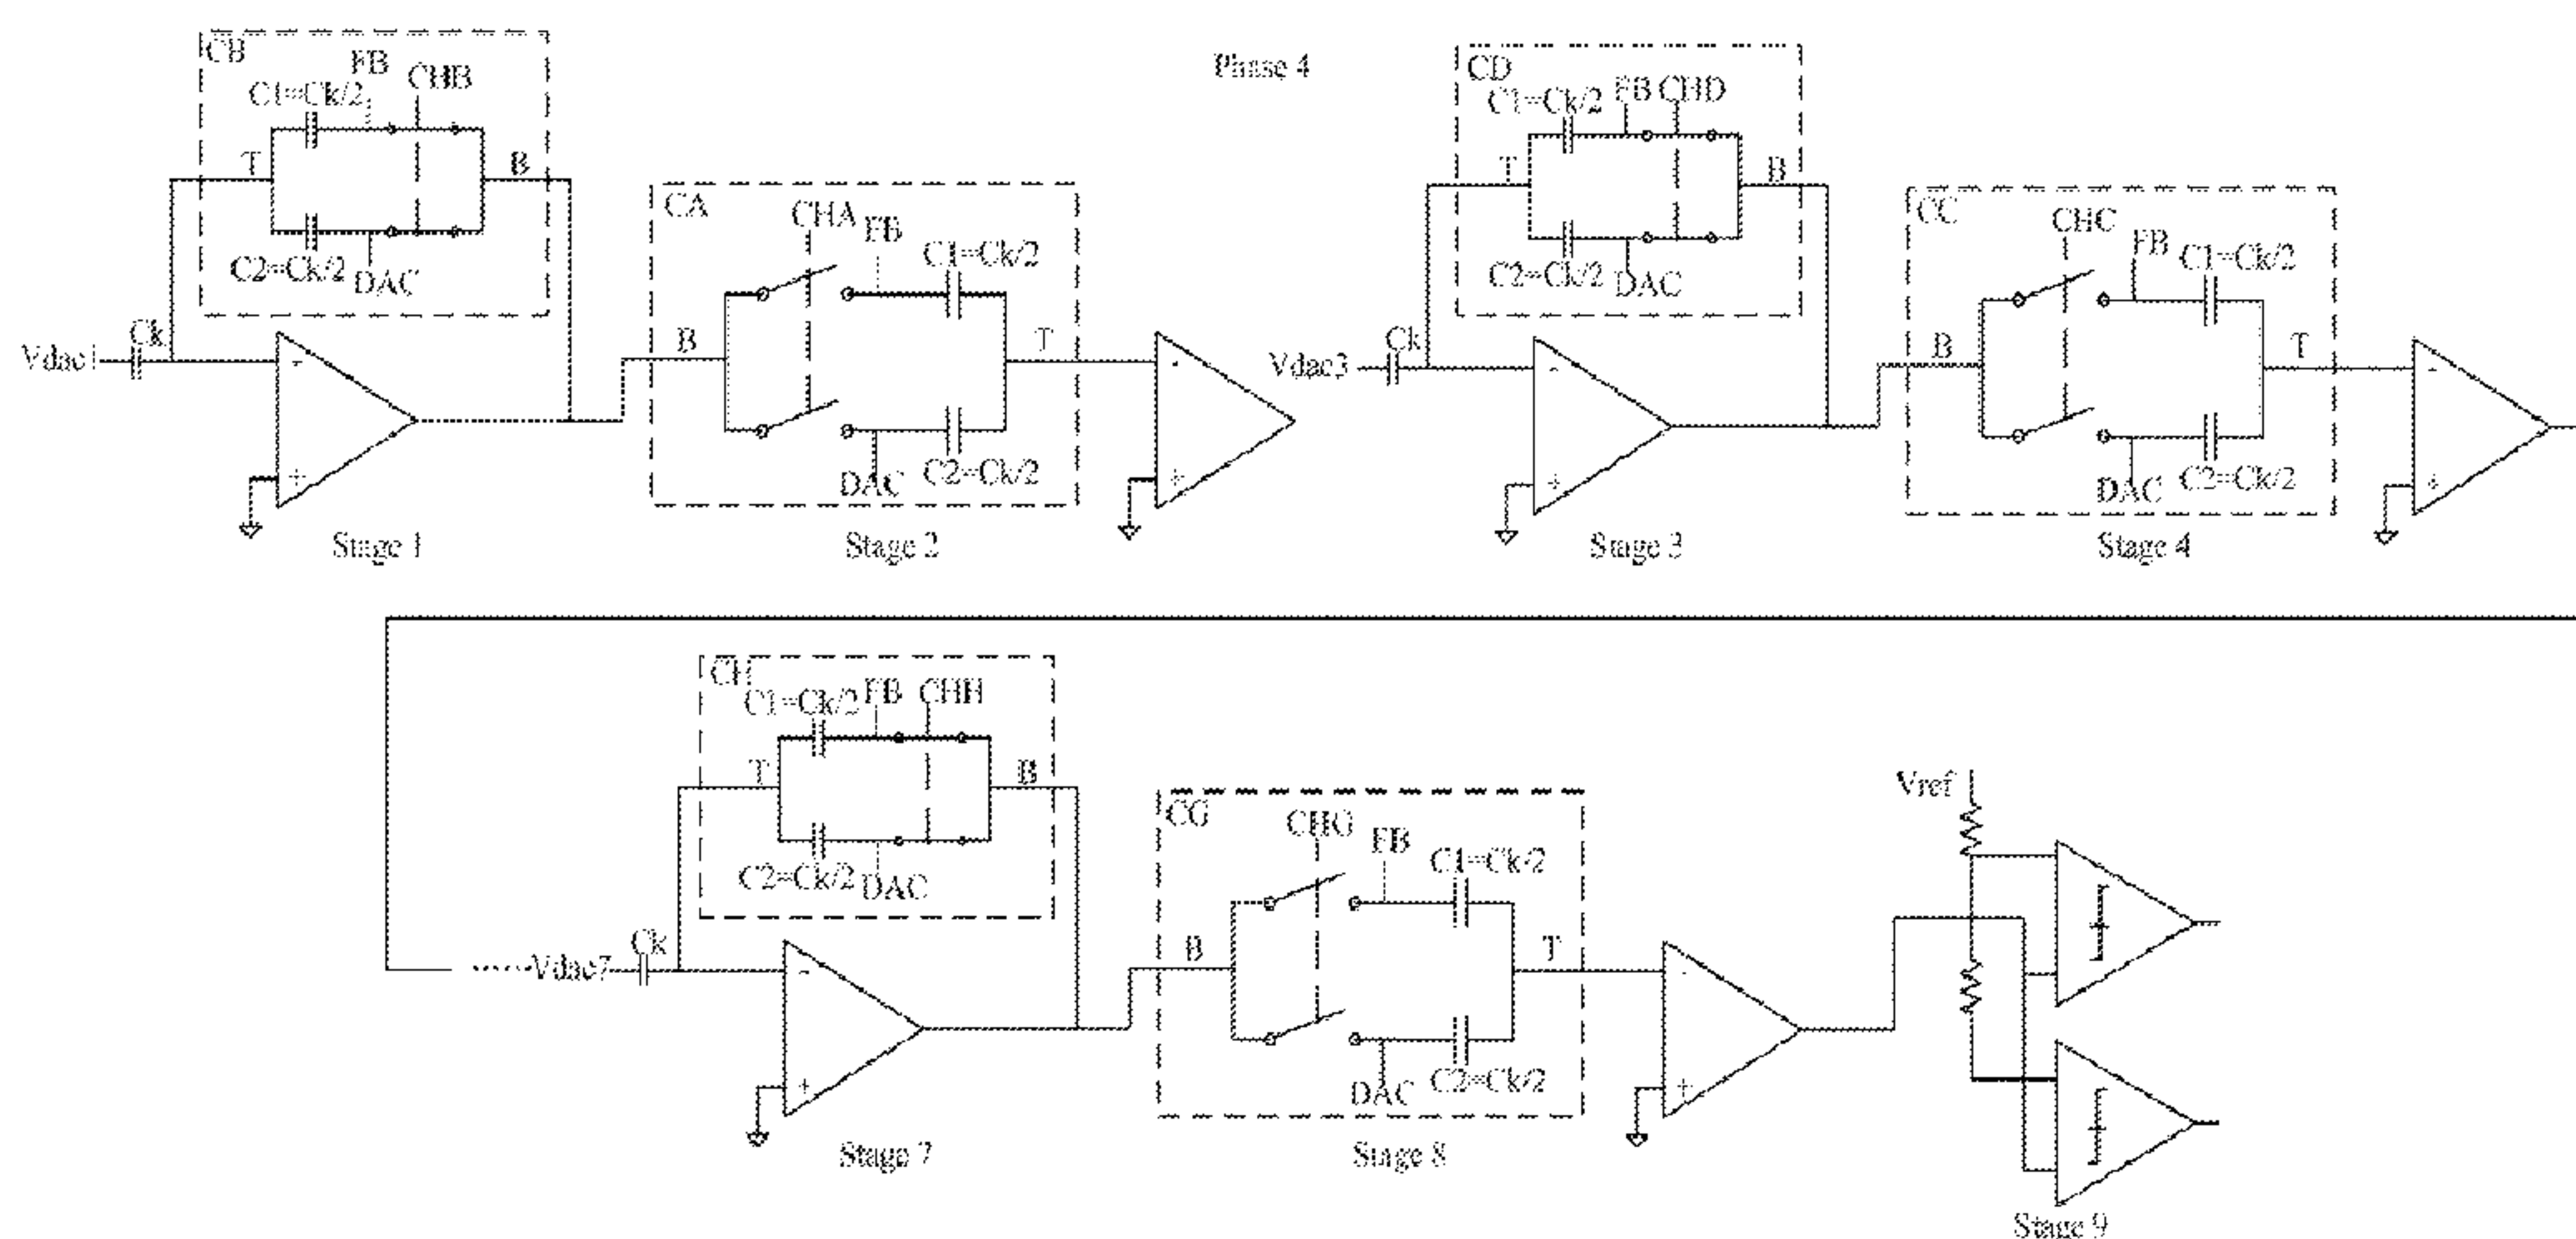 Phase 4
CB
FB
CHB
C1=Ck/2
T
B
C2=Ck/2
DAC
Vdac1
Ck
-
+
Stage 1
CA
CHA
FB
C1=Ck/2
B
T
DAC
C2=Ck/2
Stage 2
-
+
CD
C1=Ck/2
FB
CHD
T
B
C2=Ck/2
DAC
Vdac3
Ck
-
+
Stage 3
CC
CHC
FB
C1=Ck/2
B
T
DAC
C2=Ck/2
Stage 4
-
+
CH
C1=Ck/2
FB
CHH
T
B
C2=Ck/2
DAC
Vdac7
Ck
-
+
Stage 7
CG
CHG
FB
C1=Ck/2
B
T
DAC
C2=Ck/2
Stage 8
-
+
Vref
Stage 9